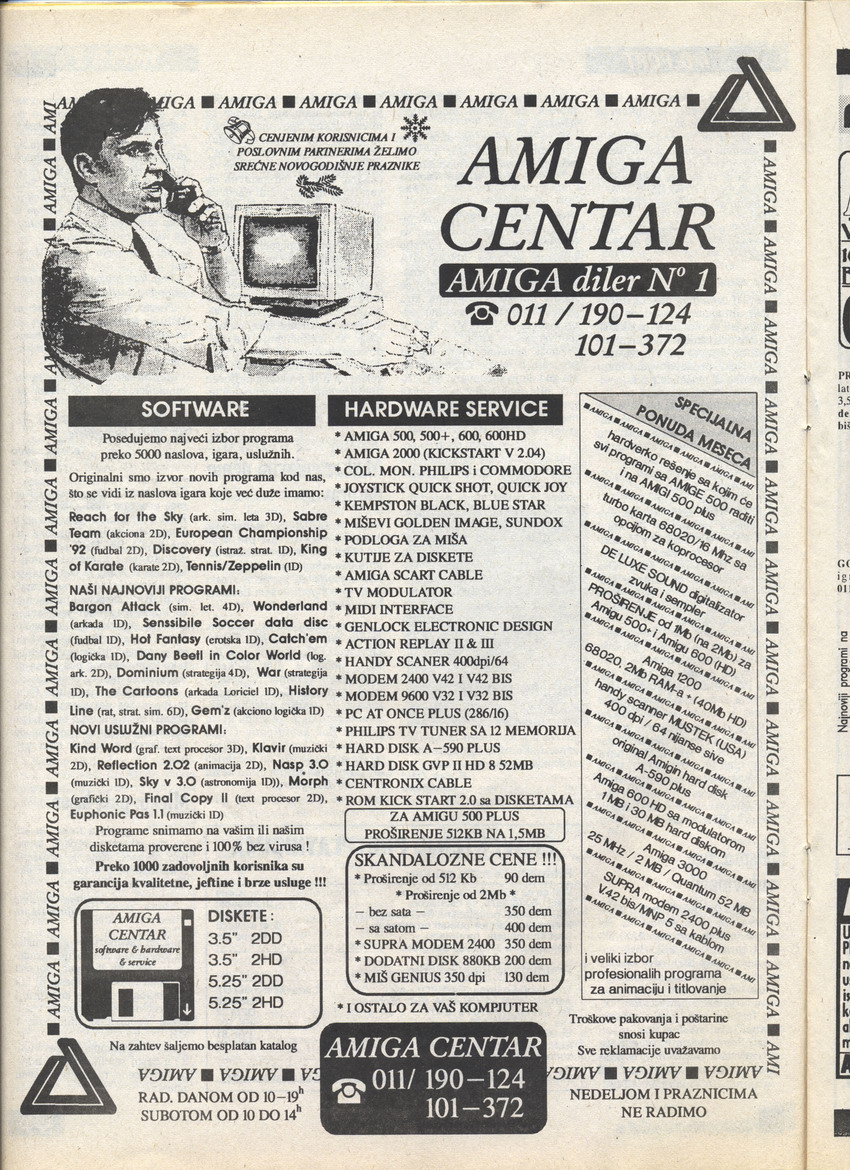 AMIGA ■ AMIGA ■ AMIGA ■ AMIGA ■ AMIGA ■ AMIGA ■ AMIGA ■
CENJENIM KORISNICIMA I
POSLOVNIM PARTNERIMA ŽELIMO
SREĆNE NOVOGODIŠNJE PRAZNIKE
AMIGA
CENTAR
AMIGA diler Nº 1
☎ 011 / 190-124
101-372
SOFTWARE
Posedujemo najveći izbor programa
preko 5000 naslova, igara, uslužnih.
Originalni smo izvor novih programa kod nas,
što se vidi iz naslova igara koje već duže imamo:
Reach for the Sky (ark. sim. leta 3D), Sabre
Team (akciona 2D), European Championship
'92 (fudbal 2D), Discovery (istraž. strat. 1D), King
of Karate (karate 2D), Tennis/Zeppelin (1D)
NAŠI NAJNOVIJI PROGRAMI:
Bargon Attack (sim. let. 4D), Wonderland
(arkada 1D), Senssibile Soccer data disc
(fudbal 1D), Hot Fantasy (erotska 1D), Catch'em
(logička 1D), Dany Beetl in Color World (log.
ark. 2D), Dominium (strategija 4D), War (strategija
1D), The Cartoons (arkada Loriciel 1D), History
Line (rat, strat. sim. 6D), Gem'z (akciono logička 1D)
NOVI USLUŽNI PROGRAMI:
Kind Word (graf. text procesor 3D), Klavir (muzički
2D), Reflection 2.02 (animacija 2D), Nasp 3.0
(muzički 1D), Sky v 3.0 (astronomija 1D)), Morph
(grafički 2D), Final Copy II (text procesor 2D),
Euphonic Pas 1.1 (muzički 1D)
Programe snimamo na vašim ili našim
disketama proverene i 100% bez virusa !
Preko 1000 zadovoljnih korisnika su
garancija kvalitetne, jeftine i brze usluge !!!
AMIGA
CENTAR
software & hardware
& service
DISKETE :
3.5" 2DD
3.5" 2HD
5.25" 2DD
5.25" 2HD
Na zahtev šaljemo besplatan katalog
HARDWARE SERVICE
* AMIGA 500, 500+, 600, 600HD
* AMIGA 2000 (KICKSTART V 2.04)
* COL. MON. PHILIPS i COMMODORE
* JOYSTICK QUICK SHOT, QUICK JOY
* KEMPSTON BLACK, BLUE STAR
* MIŠEVI GOLDEN IMAGE, SUNDOX
* PODLOGA ZA MIŠA
* KUTIJE ZA DISKETE
* AMIGA SCART CABLE
* TV MODULATOR
* MIDI INTERFACE
* GENLOCK ELECTRONIC DESIGN
* ACTION REPLAY II & III
* HANDY SCANER 400dpi/64
* MODEM 2400 V42 I V42 BIS
* MODEM 9600 V32 I V32 BIS
* PC AT ONCE PLUS (286/16)
* PHILIPS TV TUNER SA 12 MEMORIJA
* HARD DISK A-590 PLUS
* HARD DISK GVP II HD 8 52MB
* CENTRONIX CABLE
* ROM KICK START 2.0 sa DISKETAMA
ZA AMIGU 500 PLUS
PROŠIRENJE 512KB NA 1,5MB
SKANDALOZNE CENE !!!
* Proširenje od 512 Kb 90 dem
* Proširenje od 2Mb *
— bez sata — 350 dem
— sa satom — 400 dem
* SUPRA MODEM 2400 350 dem
* DODATNI DISK 880KB 200 dem
* MIŠ GENIUS 350 dpi 130 dem
* I OSTALO ZA VAŠ KOMPJUTER
SPECIJALNA
PONUDA MESECA
hardverko rešenje sa kojim će
svi programi sa AMIGE 500 raditi
i na AMIGI 500 plus
turbo karta 68020/16 Mhz sa
opcijom za koprocesor
DE LUXE SOUND digitalizator
zvuka i sempler
PROŠIRENJE od 1Mb (na 2Mb) za
Amigu 500+ i Amigu 600 (HD)
Amiga 1200
68020, 2Mb RAM-a + (40Mb HD)
handy scanner MUSTEK (USA)
400 dpi / 64 nijanse sive
original Amigin hard disk
A-590 plus
Amiga 600 HD sa modulatorom
1 MB i 30 MB hard diskom
Amiga 3000
25 MHz / 2 MB / Quantum 52 MB
SUPRA modem 2400 plus
V.42 bis/MNP 5 sa kablom
i veliki izbor
profesionalih programa
za animaciju i titlovanje
Troškove pakovanja i poštarine
snosi kupac
Sve reklamacije uvažavamo
AMIGA ■ AMIGA ■
RAD. DANOM OD 10-19h
SUBOTOM OD 10 DO 14h
AMIGA CENTAR
☎ 011/ 190-124
101-372
AMIGA ■ AMIGA ■ AMIGA
NEDELJOM I PRAZNICIMA
NE RADIMO
Najnoviji programi na